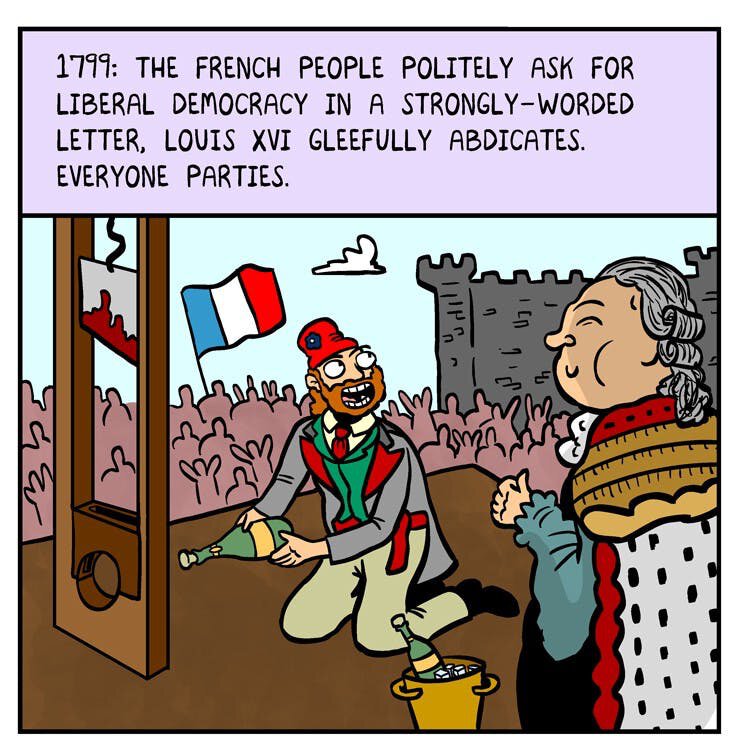 1799: THE FRENCH PEOPLE POLITELY ASK FOR
LIBERAL DEMOCRACY IN A STRONGLY-WORDED
LETTER, LOUIS XVI GLEEFULLY ABDICATES.
EVERYONE PARTIES.